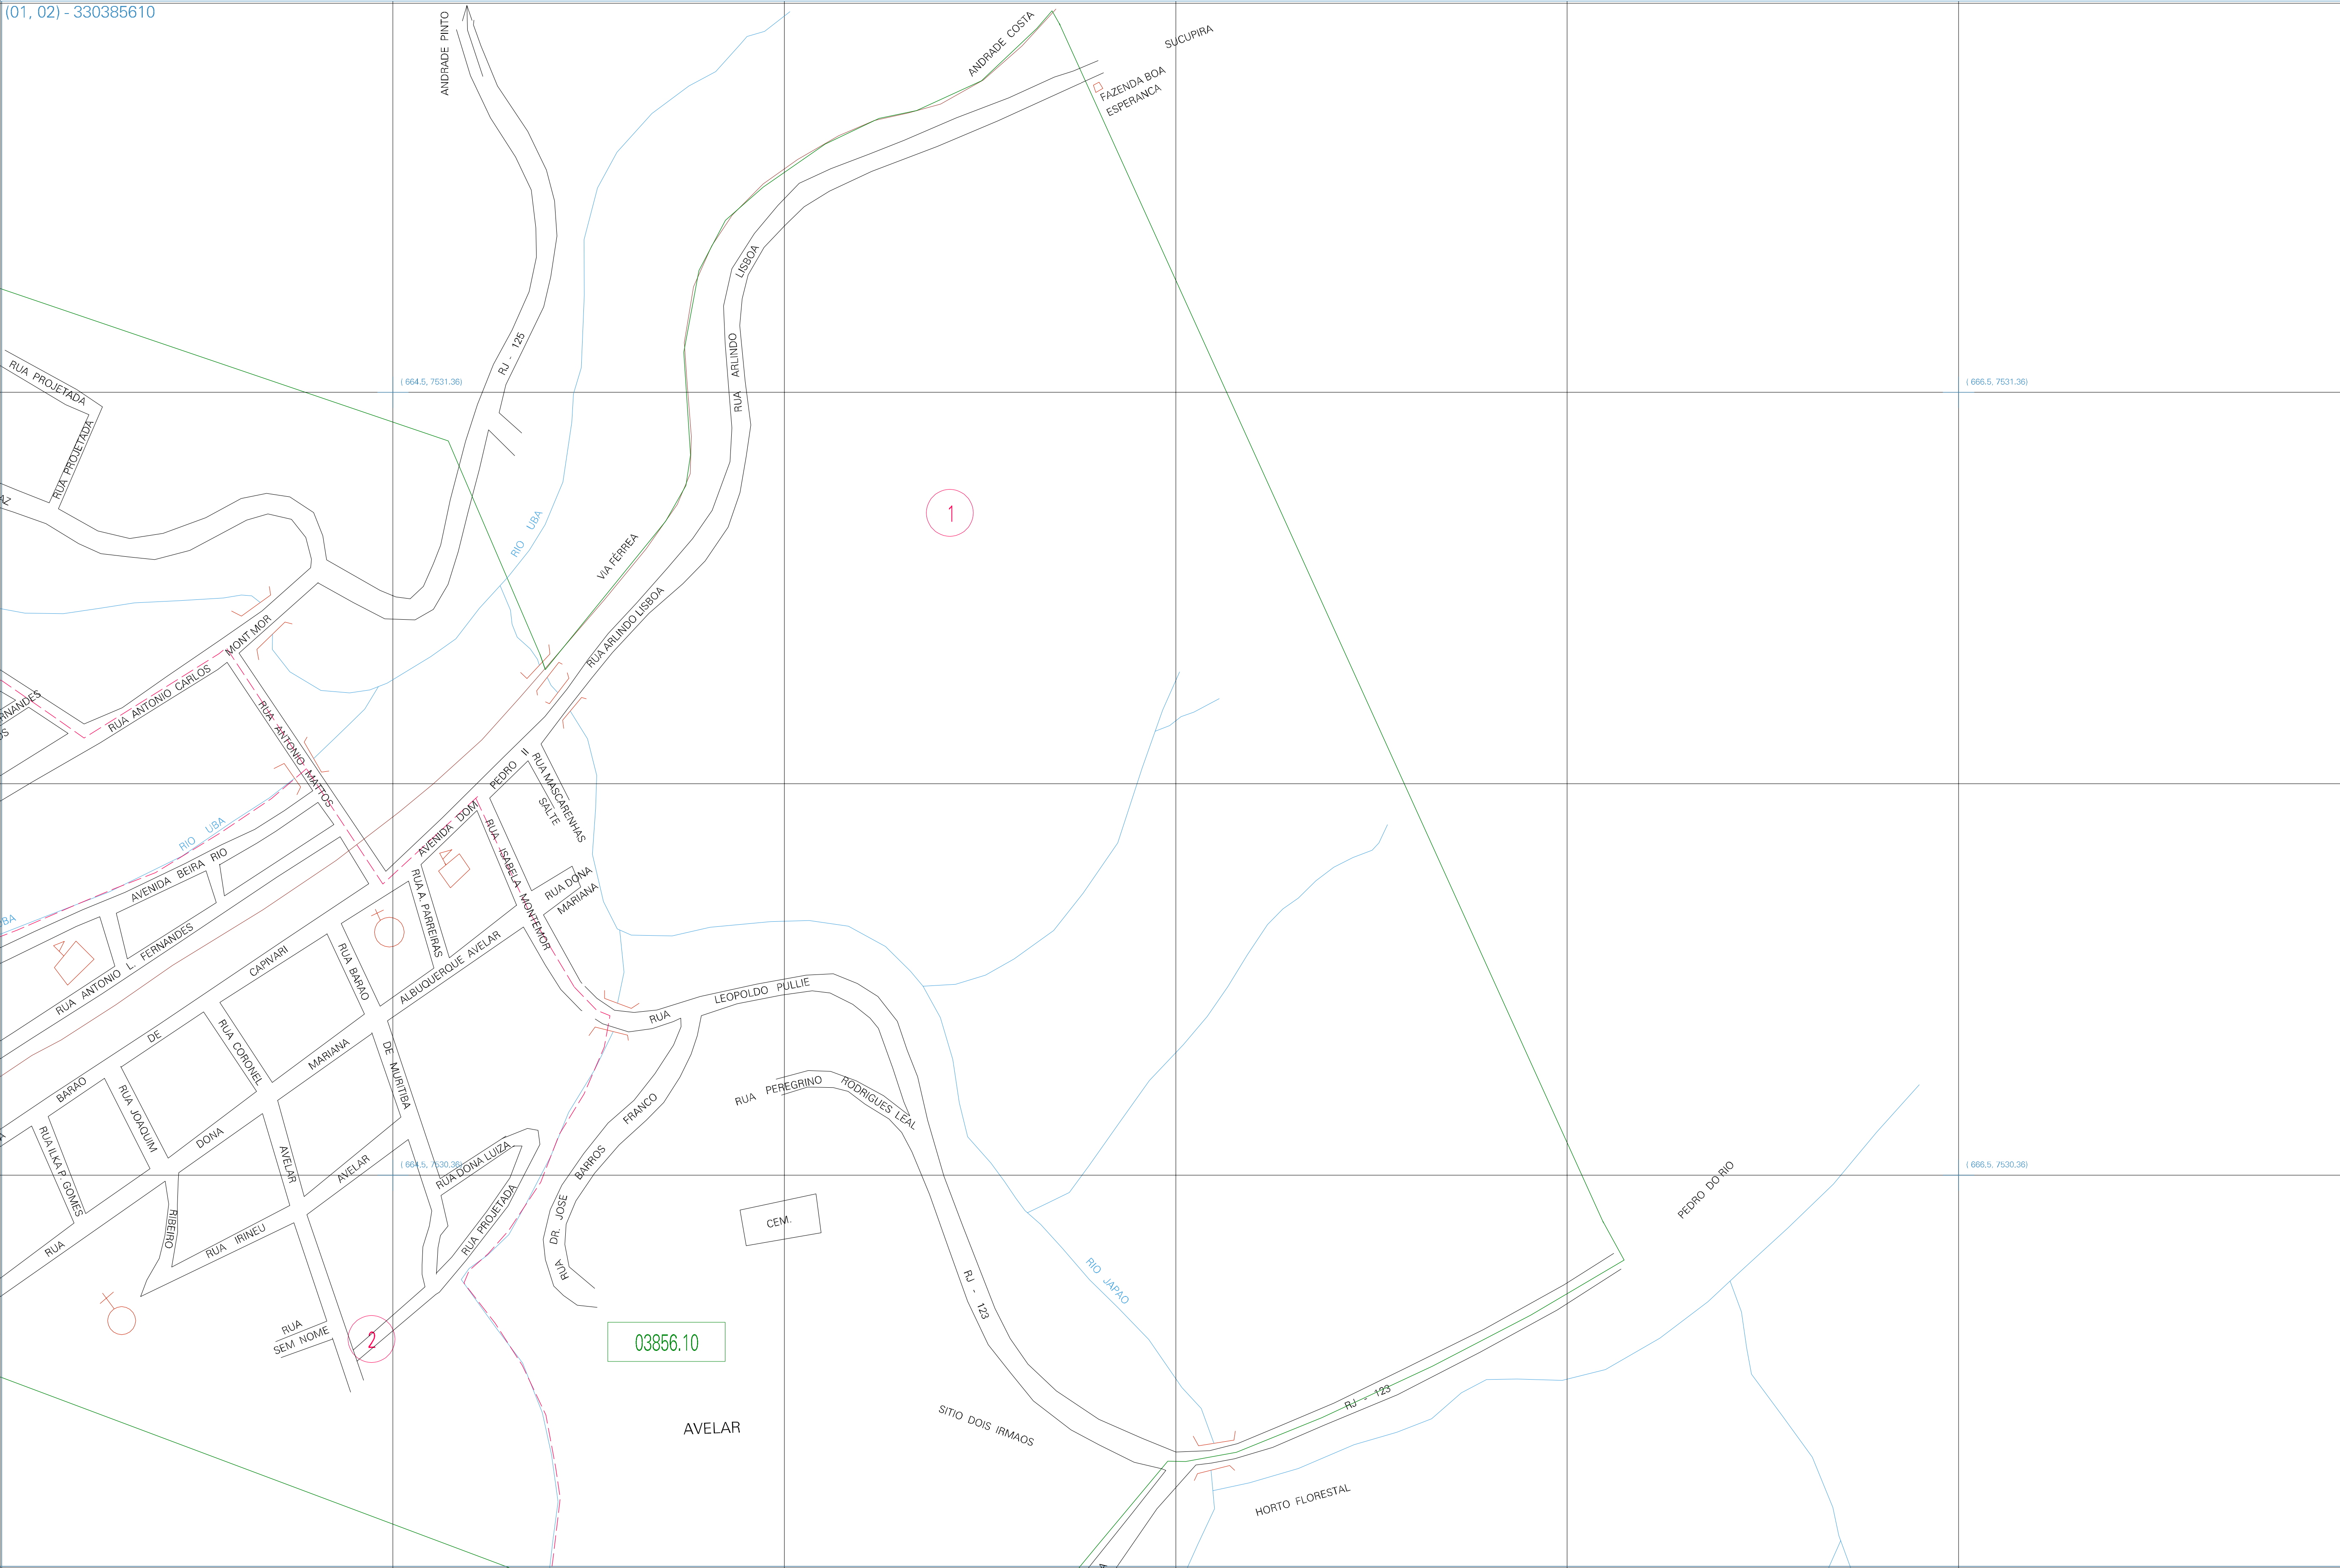 (01, 02) - 330385610
ANDRADE PINTO
ANDRADE COSTA
SUCUPIRA
FAZENDA BOA
ESPERANCA
LISBOA
RUA ARLINDO
RJ - 125
( 664.5, 7531.36)
( 666.5, 7531.36)
RUA PROJETADA
RUA PROJETADA
AZ
RIO UBA
VIA FÉRREA
1
RUA ARLINDO LISBOA
MONT MOR
RUA ANTONIO CARLOS
RNANDES
OS
RUA ANTONIO MATTOS
PEDRO II
AVENIDA DOM
RUA MASCARENHAS
SALTE
RIO UBA
AVENIDA BEIRA RIO
UBA
RUA ISABELA MONTEMOR
RUA DONA
MARIANA
RUA A. PARREIRAS
ALBUQUERQUE AVELAR
RUA ANTONIO L. FERNANDES
CAPIVARI
RUA BARAO
DE MURITIBA
LEOPOLDO PULLIE
RUA
DE
BARAO
RUA CORONEL
AVELAR
MARIANA
RUA JOAQUIM
RIBEIRO
DONA
RUA ILKA P. GOMES
RUA
AVELAR
RUA DONA LUIZA
RUA PROJETADA
RUA IRINEU
RUA DR. JOSE BARROS FRANCO
RUA PEREGRINO RODRIGUES LEAL
( 664.5, 7530.36)
( 666.5, 7530.36)
CEM.
PEDRO DO RIO
RIO JAPAO
RJ - 123
RUA
SEM NOME
2
03856.10
AVELAR
SITIO DOIS IRMAOS
RJ - 123
HORTO FLORESTAL
A
A